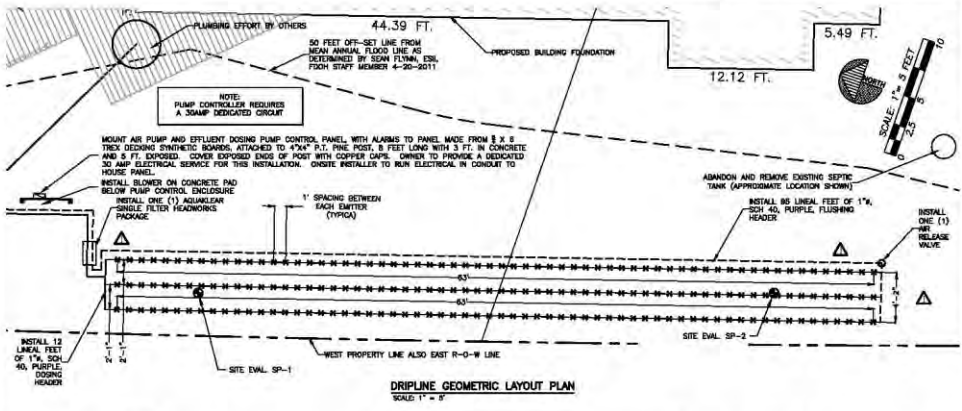 PLUMBING EFFORT BY OTHERS
44.39 FT.
50 FEET OFF-SET LINE FROM
MEAN ANNUAL FLOOD LINE AS
DETERMINED BY SEAN FLYNN, ESII,
FDOH STAFF MEMBER 4-20-2011
PROPOSED BUILDING FOUNDATION
5.49 FT.
12.12 FT.
NORTH
SCALE: 1" = 5 FEET
0
2.5
5
10
NOTE:
PUMP CONTROLLER REQUIRES
A 30AMP DEDICATED CIRCUIT
MOUNT AIR PUMP AND EFFLUENT DOSING PUMP CONTROL PANEL, WITH ALARMS TO PANEL MADE FROM X 6
TREX DECKING SYNTHETIC BOARDS, ATTACHED TO 4"X4" P.T. PINE POST, 8 FEET LONG WITH 3 FT. IN CONCRETE
AND 5 FT. EXPOSED. COVER EXPOSED ENDS OF POST WITH COPPER CAPS. OWNER TO PROVIDE A DEDICATED
30 AMP ELECTRICAL SERVICE FOR THIS INSTALLATION. ONSITE INSTALLER TO RUN ELECTRICAL IN CONDUIT TO
HOUSE PANEL.
INSTALL BLOWER ON CONCRETE PAD
BELOW PUMP CONTROL ENCLOSURE
INSTALL ONE (1) AQUAKLEAR
SINGLE FILTER HEADWORKS
PACKAGE
1' SPACING BETWEEN
EACH EMITTER
(TYPICA)
ABANDON AND REMOVE EXISTING SEPTIC
TANK (APPROXIMATE LOCATION SHOWN)
INSTALL 85 LINEAL FEET OF 1"ø,
SCH 40, PURPLE, FLUSHING
HEADER
INSTALL
ONE (1)
AIR
RELEASE
VALVE
63'
63'
INSTALL 12
LINEAL FEET
OF 1"ø, SCH
40, PURPLE,
DOSING
HEADER
SITE EVAL. SP-1
WEST PROPERTY LINE ALSO EAST R-O-W LINE
SITE EVAL. SP-2
DRIPLINE GEOMETRIC LAYOUT PLAN
SCALE: 1" = 5'